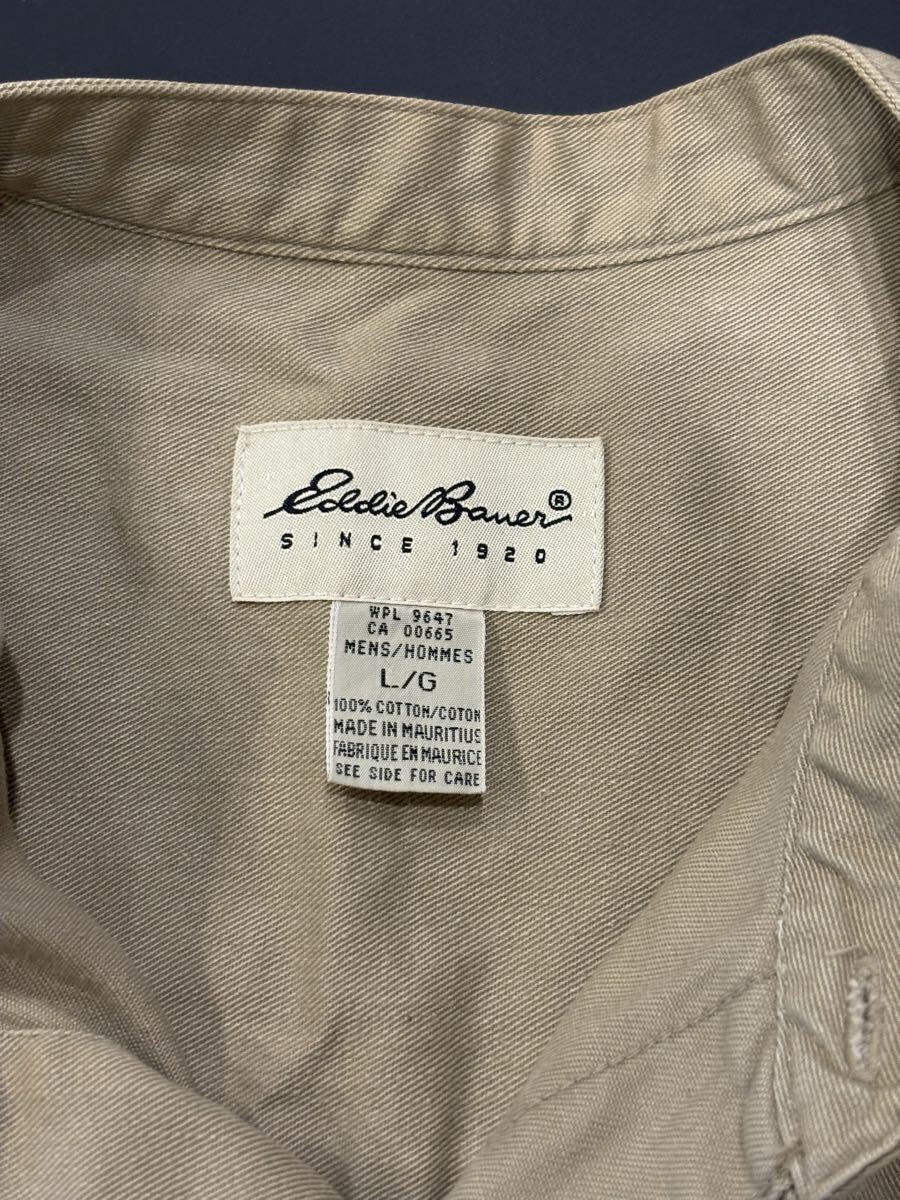 Eddie Bauer®
SINCE 1920
WPL 9647
CA 00665
MENS/HOMMES
L/G
100% COTTON/COTON
MADE IN MAURITIUS
FABRIQUE EN MAURICE
SEE SIDE FOR CARE